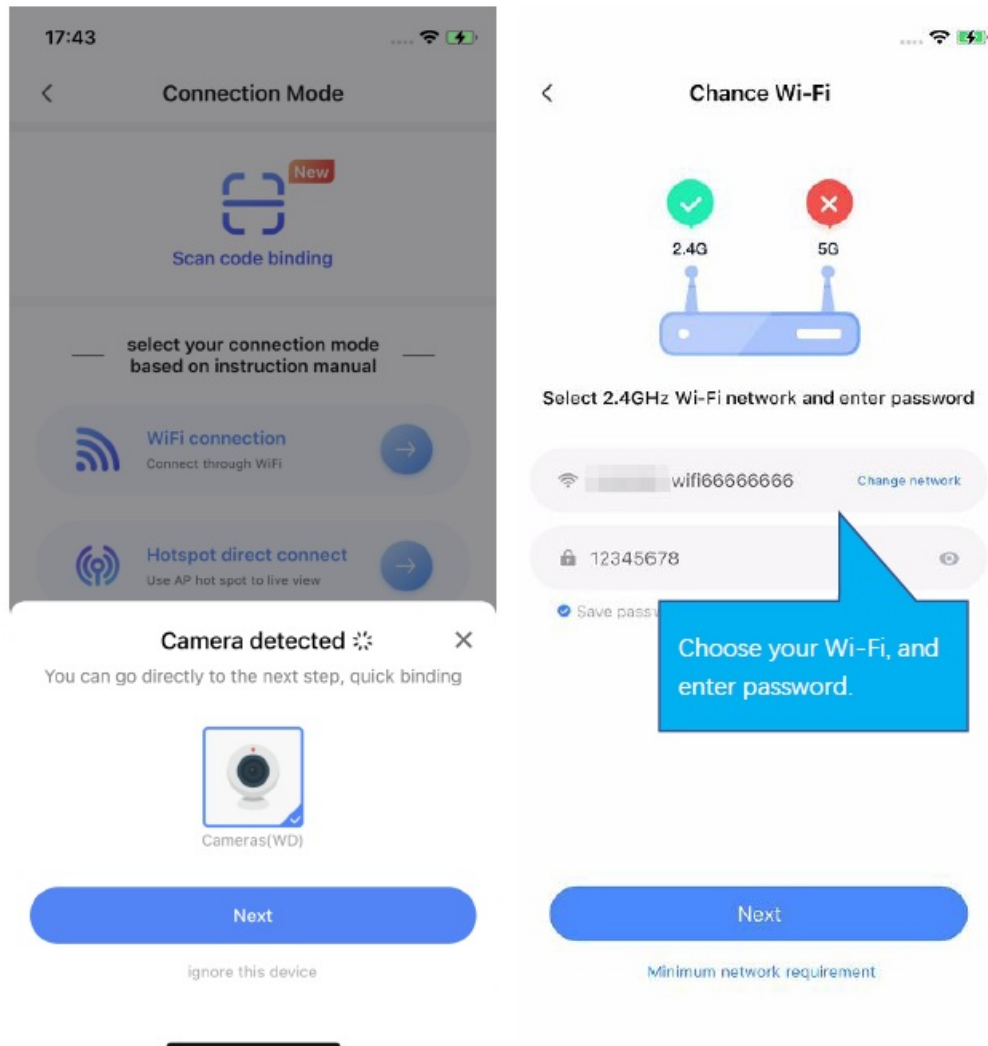 17:43
Connection Mode
New
Scan code binding
select your connection mode
based on instruction manual
WiFi connection
Connect through WiFi
Hotspot direct connect
Use AP hot spot to live view
Camera detected
You can go directly to the next step, quick binding
Cameras(WD)
Next
ignore this device
Chance Wi-Fi
2.4G
5G
Select 2.4GHz Wi-Fi network and enter password
wifi66666666
Change network
12345678
Save passw
Choose your Wi-Fi, and
enter password.
Next
Minimum network requirement